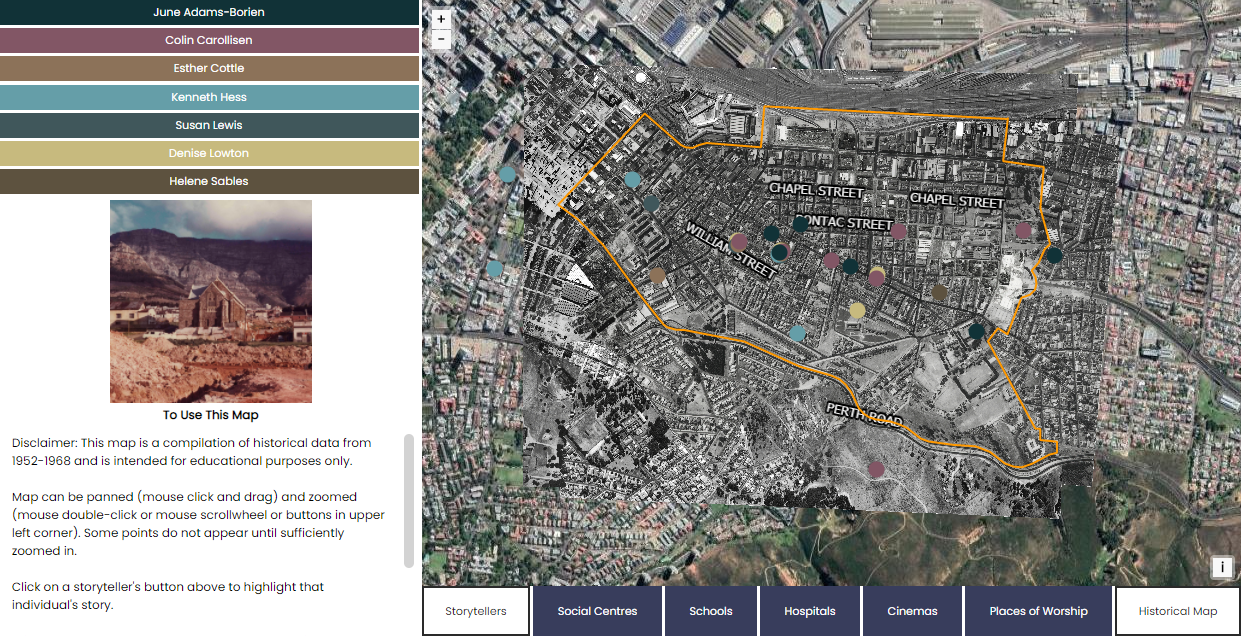 June Adams-Borien
Colin Carollisen
Esther Cottle
Kenneth Hess
Susan Lewis
Denise Lowton
Helene Sables
To Use This Map
Disclaimer: This map is a compilation of historical data from
1952-1968 and is intended for educational purposes only.
Map can be panned (mouse click and drag) and zoomed
(mouse double-click or mouse scrollwheel or buttons in upper
left corner). Some points do not appear until sufficiently
zoomed in.
Click on a storyteller's button above to highlight that
individual's story.
+
−
CHAPEL STREET
CHAPEL STREET
PONTAC STREET
WILLIAM STREET
PERTH ROAD
i
Storytellers
Social Centres
Schools
Hospitals
Cinemas
Places of Worship
Historical Map